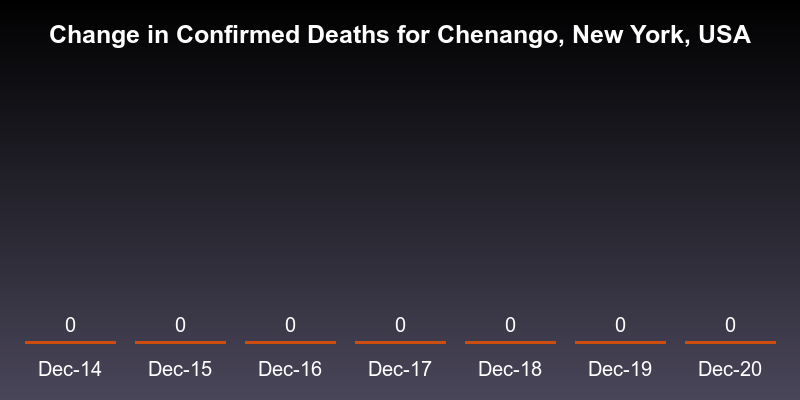 Change in Confirmed Deaths for Chenango, New York, USA
0 0 0 0 0 0 0
Dec-14 Dec-15 Dec-16 Dec-17 Dec-18 Dec-19 Dec-20